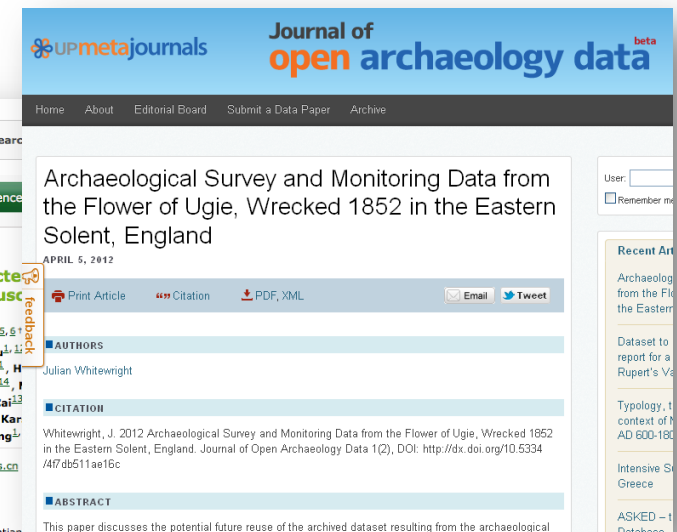 UPmetajournals
Journal of
open archaeology data beta
Home About Editorial Board Submit a Data Paper Archive
Archaeological Survey and Monitoring Data from
the Flower of Ugie, Wrecked 1852 in the Eastern
Solent, England
APRIL 5, 2012
Print Article Citation PDF, XML Email Tweet
AUTHORS
Julian Whitewright
CITATION
Whitewright, J. 2012 Archaeological Survey and Monitoring Data from the Flower of Ugie, Wrecked 1852
in the Eastern Solent, England. Journal of Open Archaeology Data 1(2), DOI: http://dx.doi.org/10.5334
/4f7db511ae16c
ABSTRACT
This paper discusses the potential future reuse of the archived dataset resulting from the archaeological
feedback
User:
Remember me
Recent Art
Archaeolog
from the Flo
the Eastern
Dataset to
report for a
Rupert's Va
Typology, t
context of
AD 600-180
Intensive Su
Greece
ASKED – t